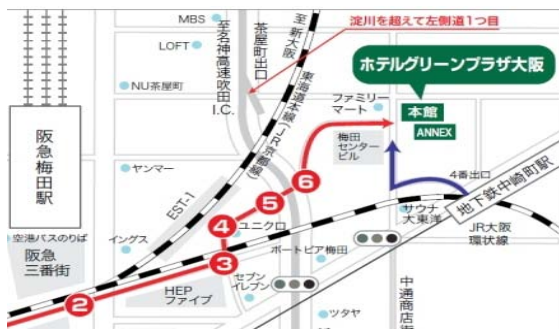 MBS
LOFT
NU茶屋町
至名神高速吹田I.C.
茶屋町出口
至 新大阪
淀川を超えて左側道1つ目
東海道本線(JR京都線)
ホテルグリーンプラザ大阪
本館
ANNEX
ファミリー
マート
梅田
センター
ビル
阪急梅田駅
ヤンマー
EST-1
6
5
4
ユニクロ
4番出口
地下鉄中崎町駅
サウナ
大東洋
JR大阪
環状線
空港バスのりば
イングス
阪急
三番街
3
ポートピア梅田
HEP
ファイブ
セブン
イレブン
2
ツタヤ
中通商店街